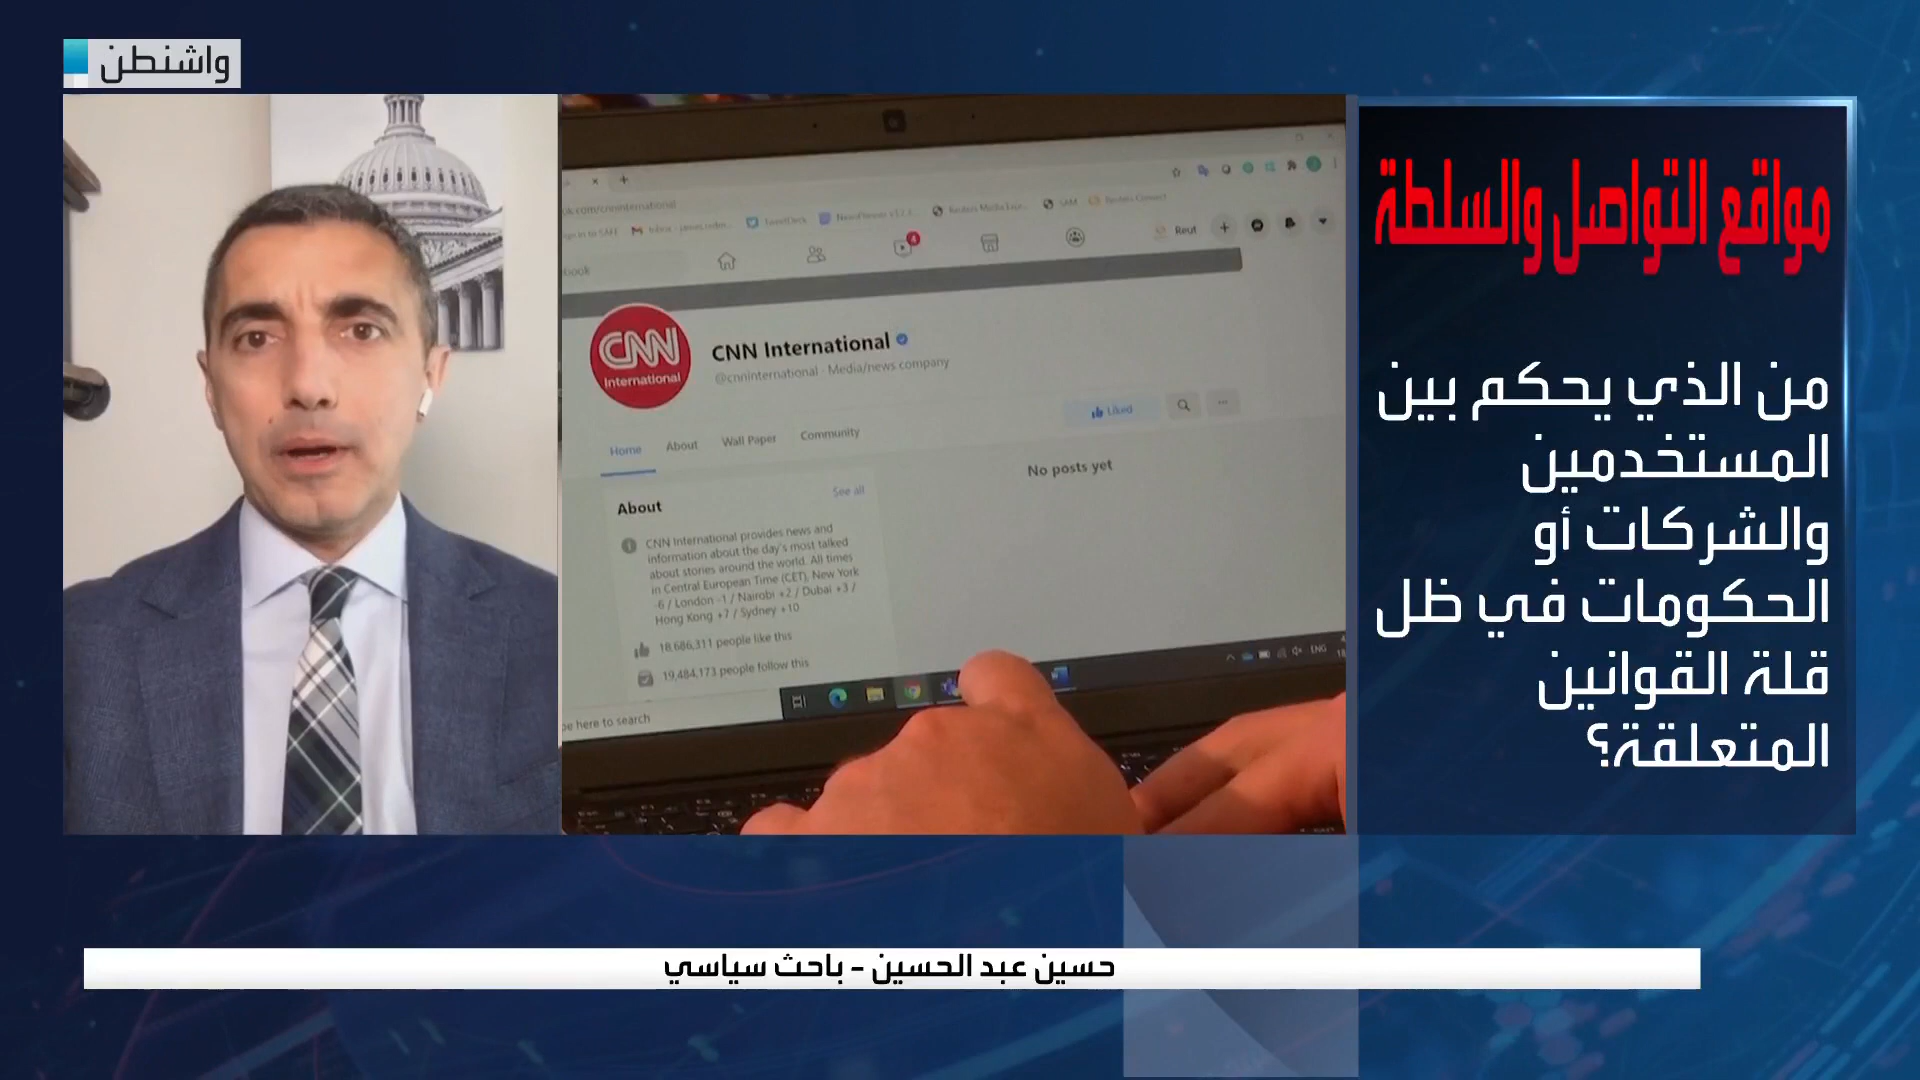 واشنطن
مواقع التواصل والسلطة
من الذي يحكم بين
المستخدمين
والشركات أو
الحكومات في ظل
قلة القوانين
المتعلقة؟
Reut
4
CNN
International
CNN International
@cnninternational · Media/news company
Liked
Home About Wall Paper Community
No posts yet
About
See all
CNN International provides news and
information about the day's most talked
about stories around the world. All times
in Central European Time (CET), New York
-6 / London -1 / Nairobi +2 / Dubai +3 /
Hong Kong +7 / Sydney +10
18,686,311 people like this
19,484,173 people follow this
here to search
ENG
حسين عبد الحسين - باحث سياسي